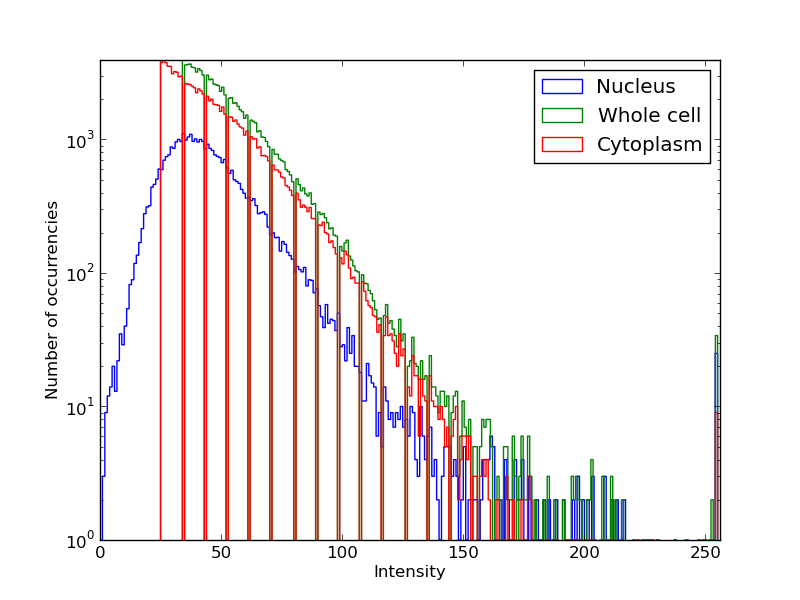 Nucleus
Whole cell
Cytoplasm
Number of occurrencies
10^3
10^2
10^1
10^0
0 50 100 150 200 250
Intensity